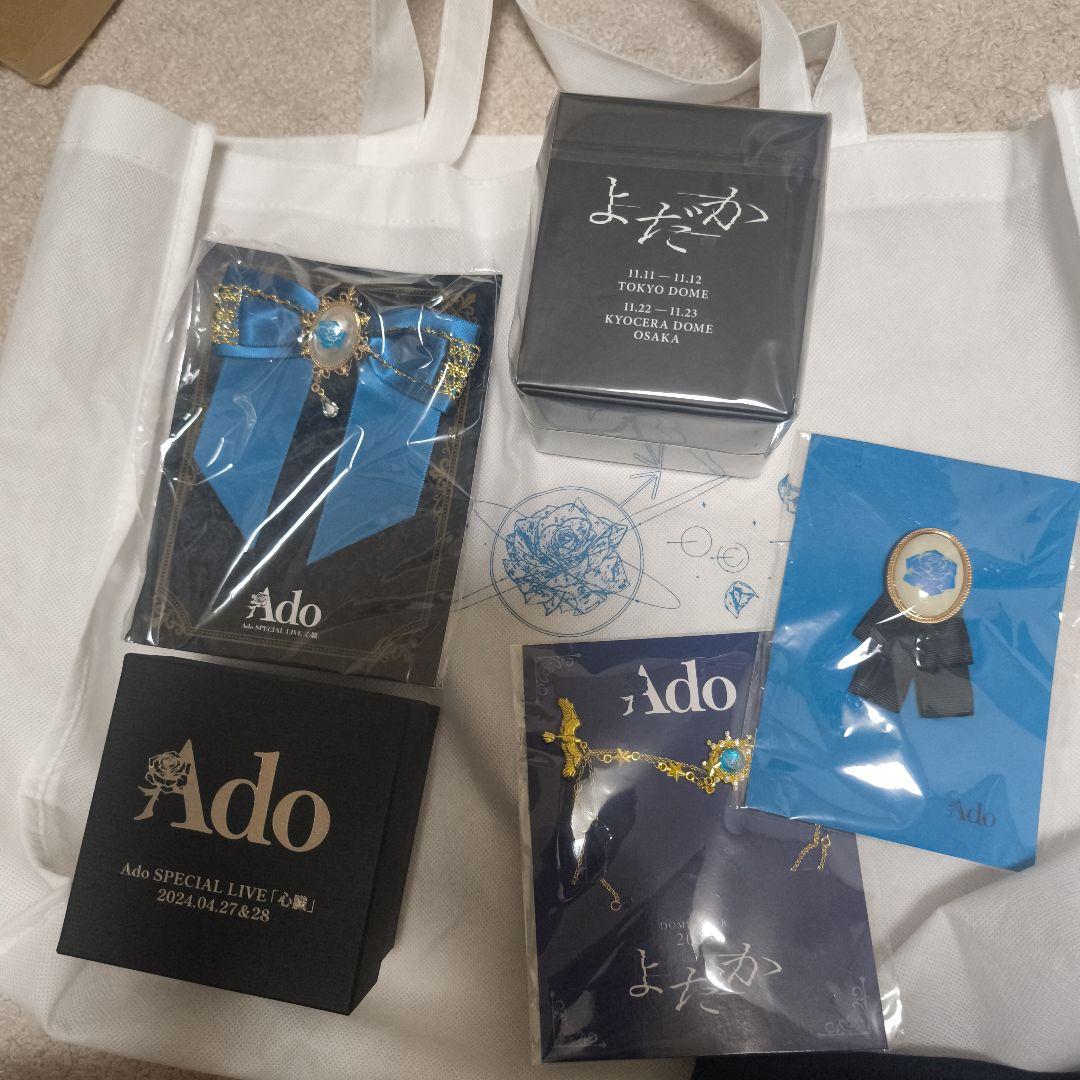 よだか
11.11 — 11.12
TOKYO DOME
11.22 — 11.23
KYOCERA DOME
OSAKA
Ado
Ado SPECIAL LIVE 心臓
Ado
Ado SPECIAL LIVE「心臓」
2024.04.27&28
Ado
よだか
Ado